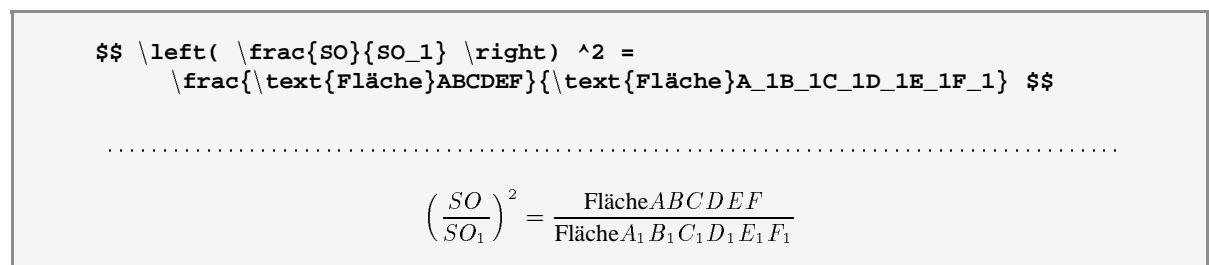 $$ \left( \frac{SO}{SO_1} \right) ^2 =
\frac{\text{Fläche}ABCDEF}{\text{Fläche}A_1B_1C_1D_1E_1F_1} $$
(SO/SO₁)² = FlächeABCDEF/FlächeA₁B₁C₁D₁E₁F₁